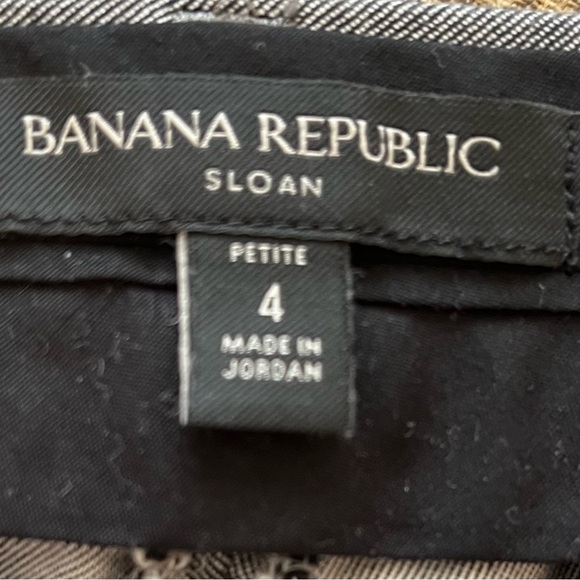 BANANA REPUBLIC
SLOAN
PETITE
4
MADE IN
JORDAN